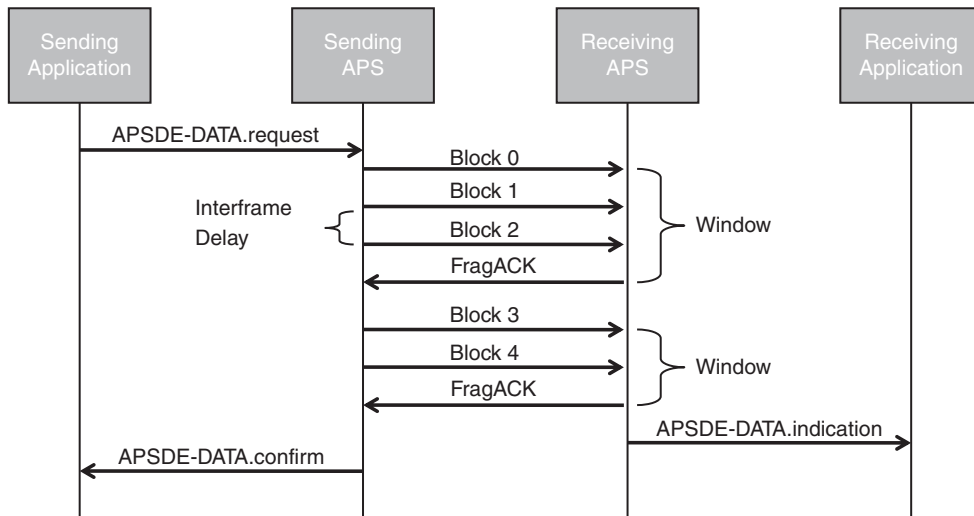 Sending
Application
Sending
APS
Receiving
APS
Receiving
Application
APSDE-DATA.request
Block 0
Block 1
Interframe
Delay
Block 2
Window
FragACK
Block 3
Block 4
Window
FragACK
APSDE-DATA.indication
APSDE-DATA.confirm